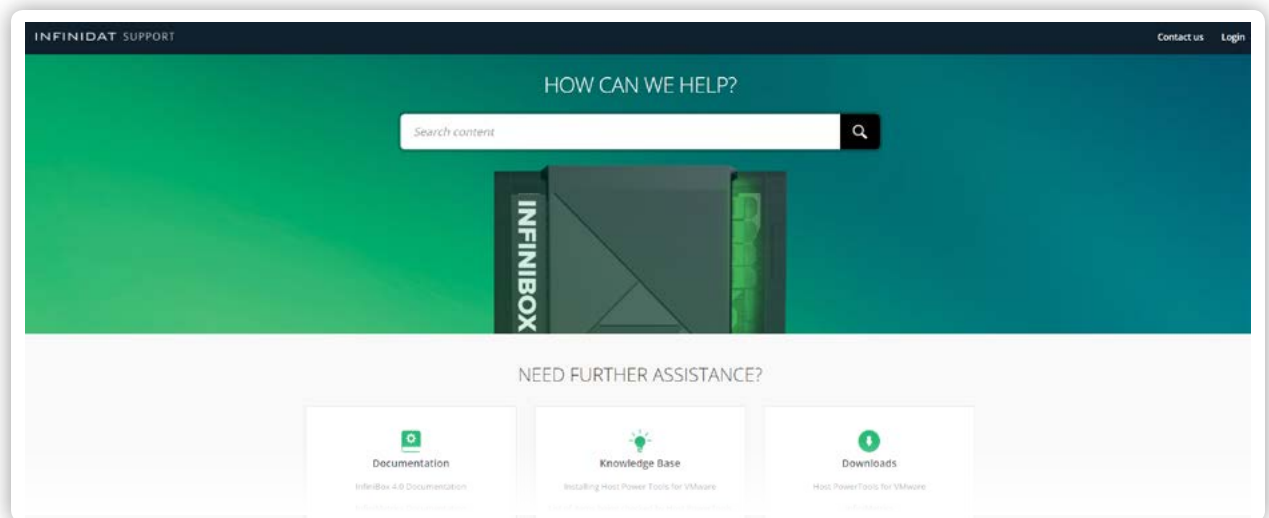 INFINIDAT SUPPORT
Contact us
Login
HOW CAN WE HELP?
Search content
INFINIBOX
NEED FURTHER ASSISTANCE?
Documentation
Knowledge Base
Downloads
InfiniBox 4.0 Documentation
Installing Host Power Tools for VMware
Host PowerTools for VMware